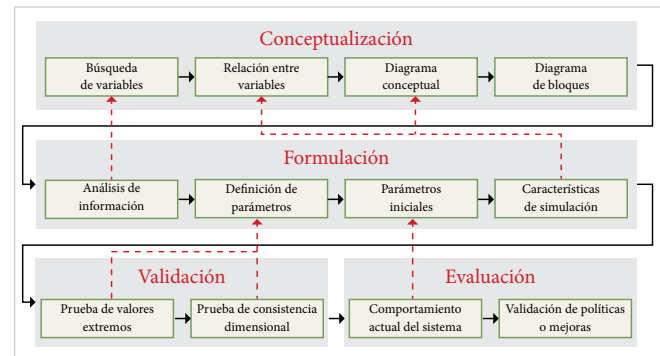 Conceptualización
Búsqueda
de variables
Relación entre
variables
Diagrama
conceptual
Diagrama
de bloques
Formulación
Análisis de
información
Definición de
parámetros
Parámetros
iniciales
Características
de simulación
Validación
Prueba de valores
extremos
Prueba de consistencia
dimensional
Evaluación
Comportamiento
actual del sistema
Validación de políticas
o mejoras